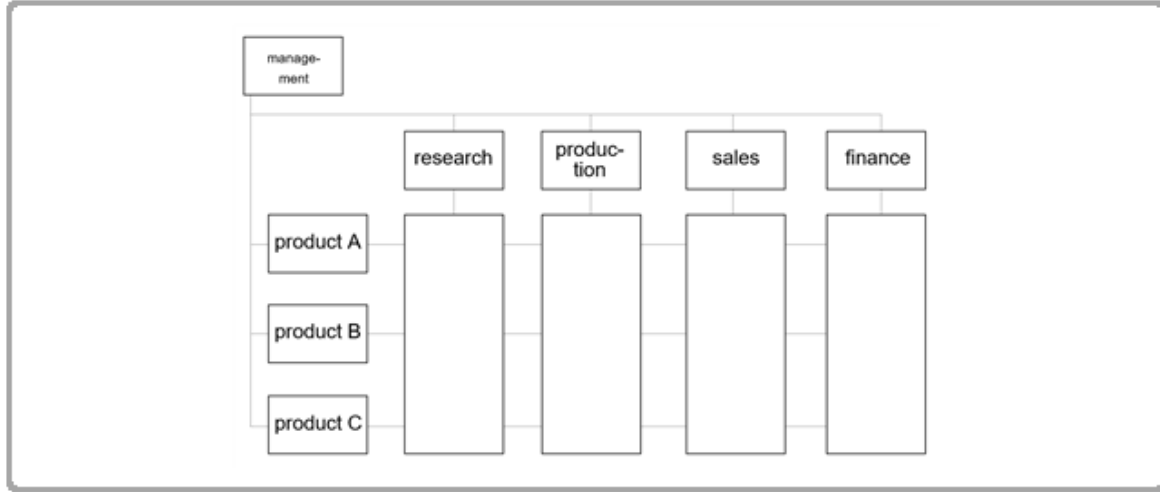 manage-
ment
research
produc-
tion
sales
finance
product A
product B
product C